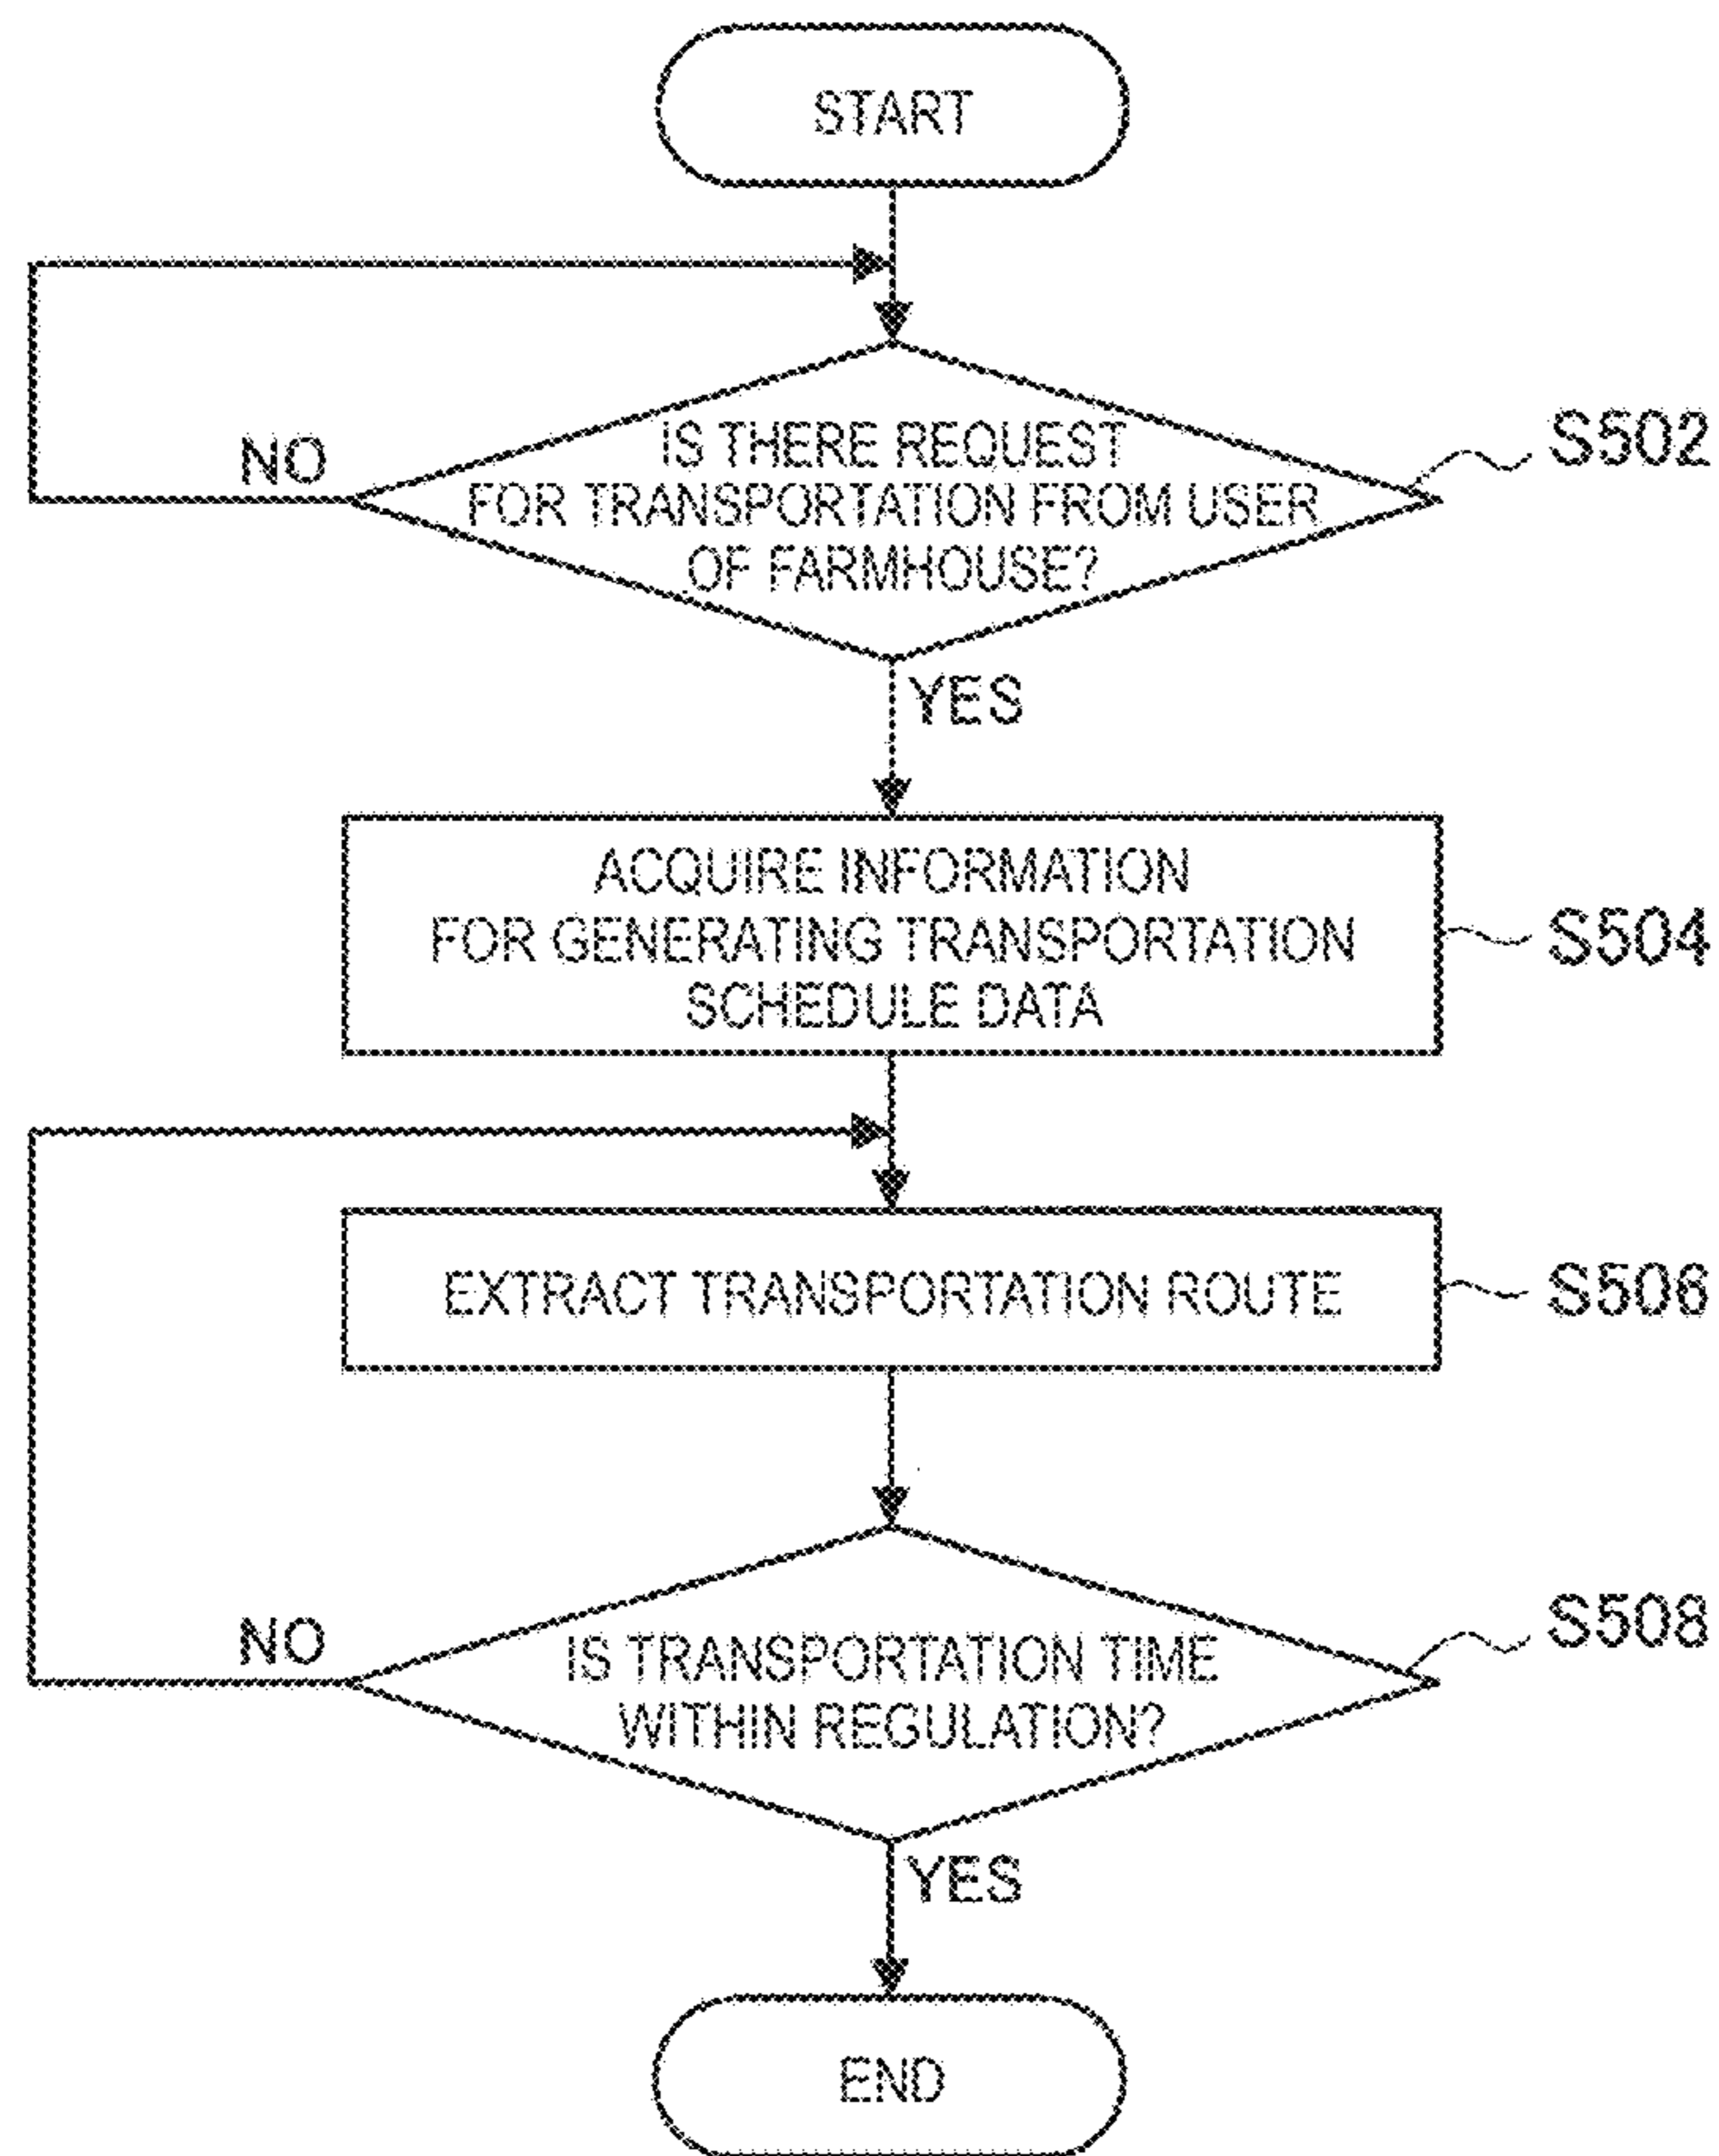 START
IS THERE REQUEST
FOR TRANSPORTATION FROM USER
OF FARMHOUSE?
S502
NO
YES
ACQUIRE INFORMATION
FOR GENERATING TRANSPORTATION
SCHEDULE DATA
S504
EXTRACT TRANSPORTATION ROUTE
S506
IS TRANSPORTATION TIME
WITHIN REGULATION?
S508
NO
YES
END